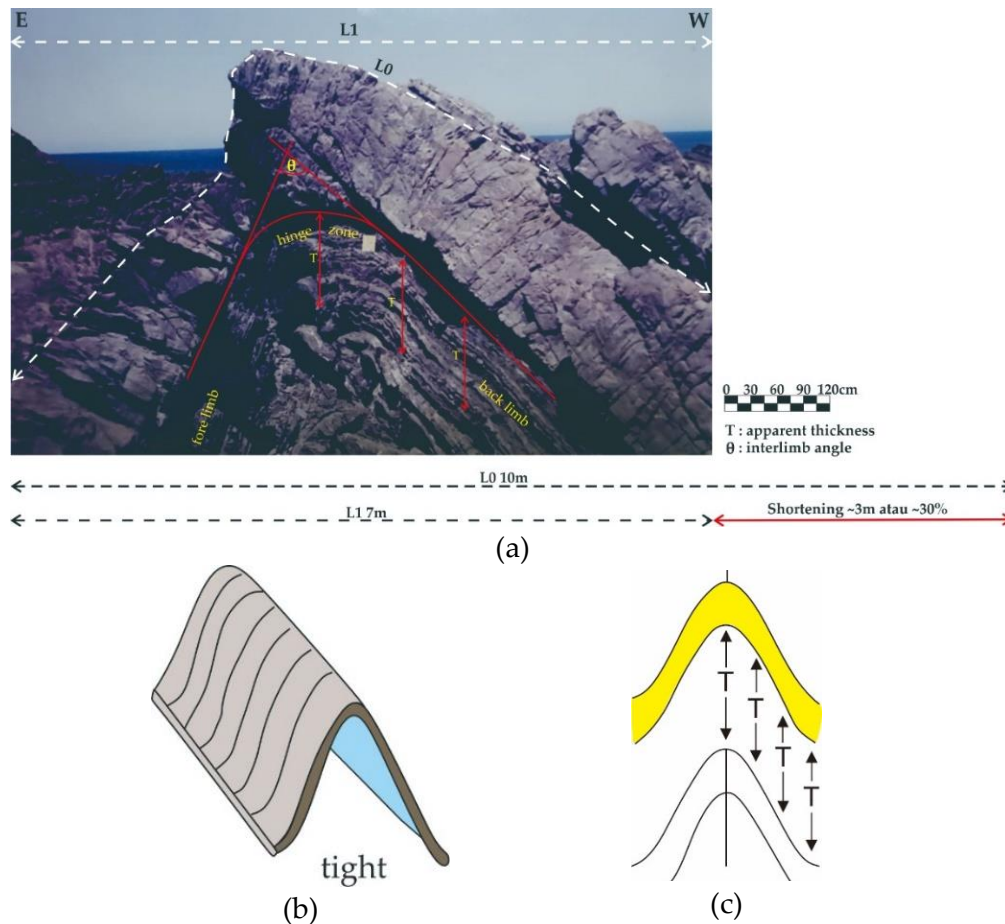 E
W
L1
L0
θ
hinge zone
T
T
T
fore limb
back limb
0 30 60 90 120cm
T : apparent thickness
θ : interlimb angle
L0 10m
L1 7m
Shortening ~3m atau ~30%
(a)
tight
(b)
T
T
T
T
(c)